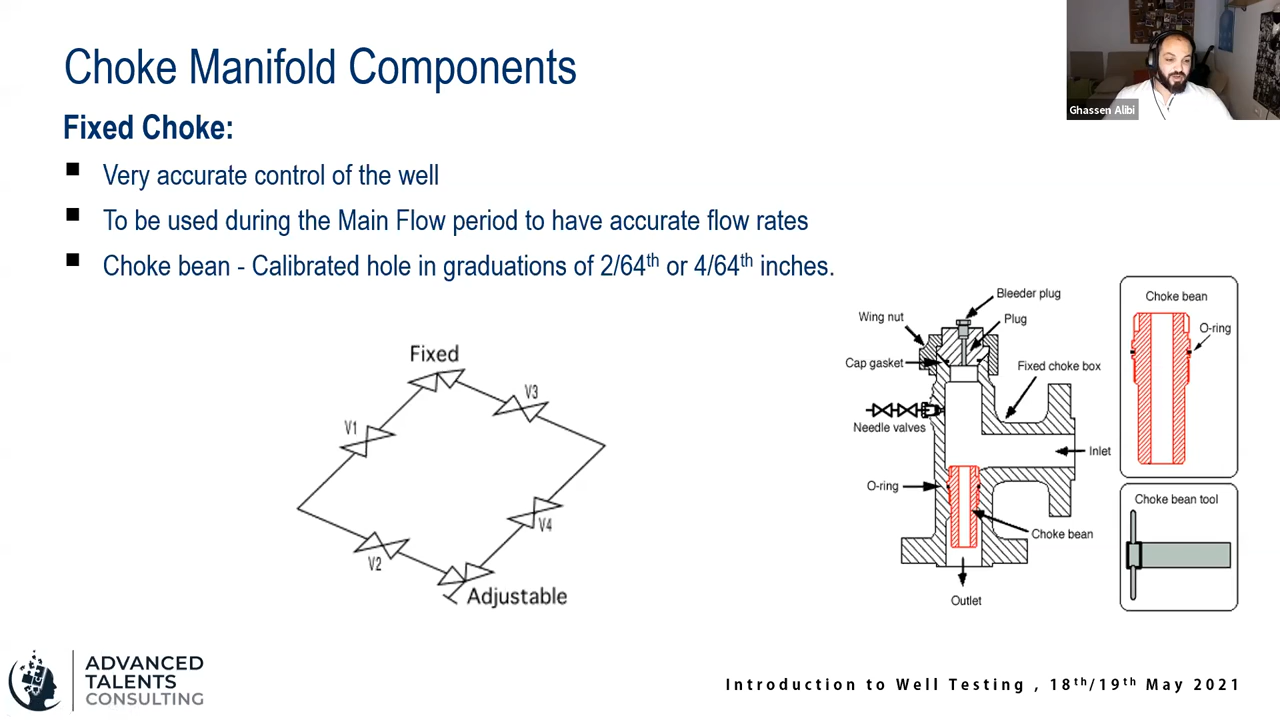 Choke Manifold Components
Ghassen Alibi
Fixed Choke:
Very accurate control of the well
To be used during the Main Flow period to have accurate flow rates
Choke bean - Calibrated hole in graduations of 2/64th or 4/64th inches.
Fixed
V1
V3
V2
V4
Adjustable
Bleeder plug
Wing nut
Plug
Cap gasket
Fixed choke box
Needle valves
Inlet
O-ring
Choke bean
Outlet
Choke bean
O-ring
Choke bean tool
ADVANCED
TALENTS
CONSULTING
Introduction to Well Testing , 18th/19th May 2021